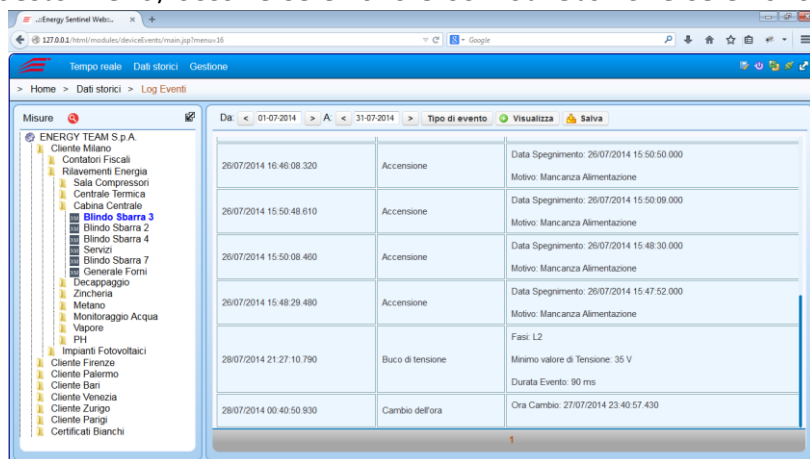 ..::Energy Sentinel Web::..
127.0.0.1/html/modules/deviceEvents/main.jsp?menu=16
Google
Tempo reale Dati storici Gestione
> Home > Dati storici > Log Eventi
Misure
Da: < 01-07-2014 > A: < 31-07-2014 > Tipo di evento Visualizza Salva
ENERGY TEAM S.p.A.
Cliente Milano
Contatori Fiscali
Rilavementi Energia
Sala Compressori
Centrale Termica
Cabina Centrale
Blindo Sbarra 3
Blindo Sbarra 2
Blindo Sbarra 4
Servizi
Blindo Sbarra 7
Generale Forni
Decappaggio
Zincheria
Metano
Monitoraggio Acqua
Vapore
PH
Impianti Fotovoltaici
Cliente Firenze
Cliente Palermo
Cliente Bari
Cliente Venezia
Cliente Zurigo
Cliente Parigi
Certificati Bianchi
26/07/2014 16:46:08.320 Accensione
Data Spegnimento: 26/07/2014 15:50:50.000
Motivo: Mancanza Alimentazione
26/07/2014 15:50:48.610 Accensione
Data Spegnimento: 26/07/2014 15:50:09.000
Motivo: Mancanza Alimentazione
26/07/2014 15:50:08.460 Accensione
Data Spegnimento: 26/07/2014 15:48:30.000
Motivo: Mancanza Alimentazione
26/07/2014 15:48:29.480 Accensione
Data Spegnimento: 26/07/2014 15:47:52.000
Motivo: Mancanza Alimentazione
28/07/2014 21:27:10.790 Buco di tensione
Fasi: L2
Minimo valore di Tensione: 35 V
Durata Evento: 90 ms
28/07/2014 00:40:50.930 Cambio dell'ora
Ora Cambio: 27/07/2014 23:40:57.430
1